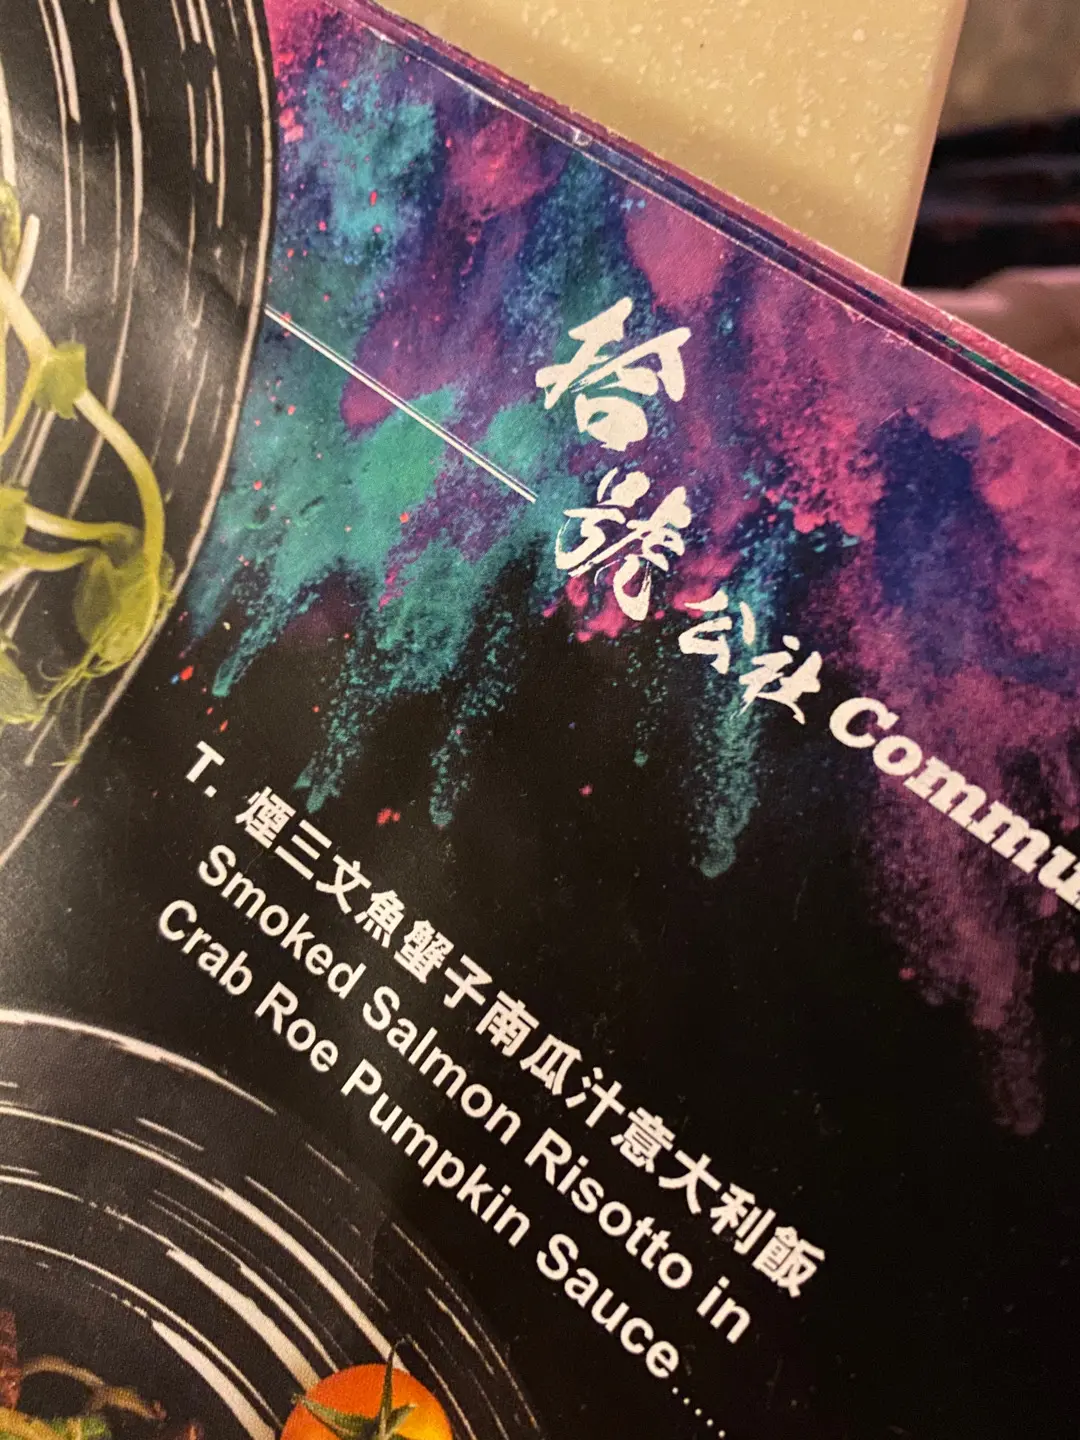 拾號公社 Commu
T. 煙三文魚蟹子南瓜汁意大利飯
Smoked Salmon Risotto in
Crab Roe Pumpkin Sauce.....